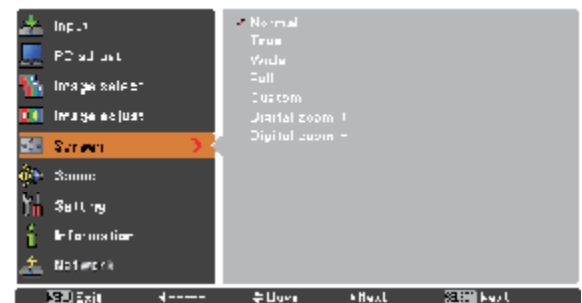 Input
PC adjust
Image select
Image adjust
Screen
Sound
Setting
Information
Network
Normal
True
Wide
Full
Custom
Digital zoom +
Digital zoom -
Exit
-----
Move
Next
Next